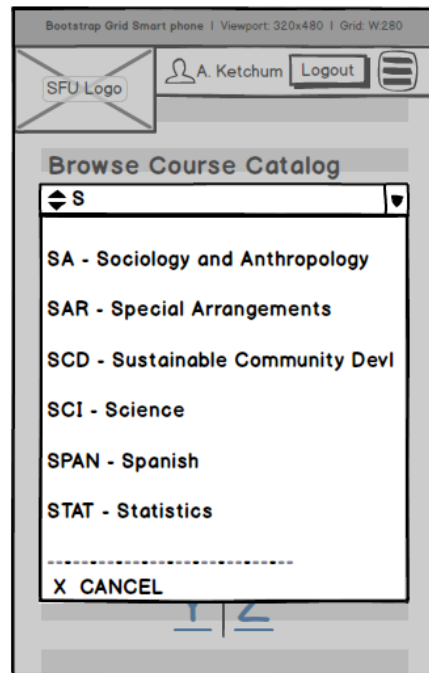 Bootstrap Grid Smart phone | Viewport: 320x480 | Grid: W:280
SFU Logo
A. Ketchum Logout
Browse Course Catalog
S
SA - Sociology and Anthropology
SAR - Special Arrangements
SCD - Sustainable Community Devl
SCI - Science
SPAN - Spanish
STAT - Statistics
X CANCEL
Y | Z